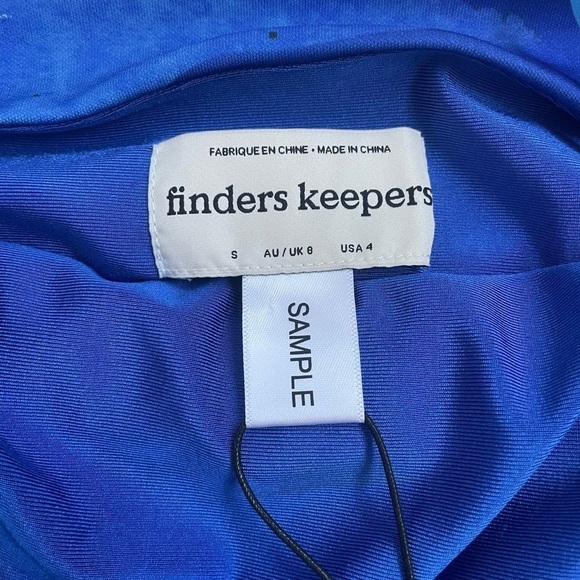 FABRIQUE EN CHINE • MADE IN CHINA
finders keepers
S AU / UK 8 USA 4
SAMPLE